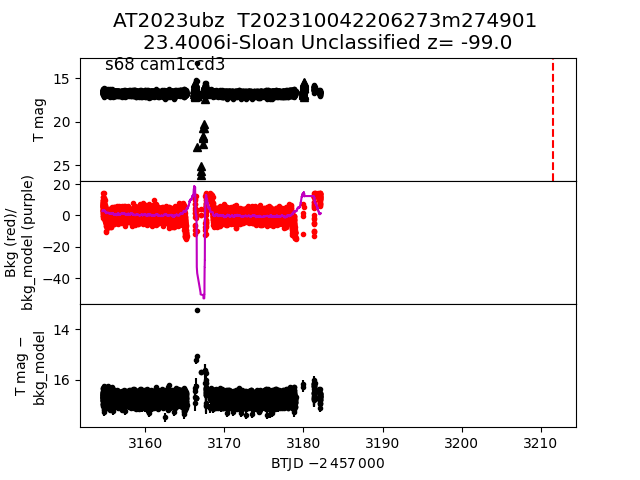 AT2023ubz  T202310042206273m274901
23.4006i-Sloan Unclassified z= -99.0
s68 cam1ccd3
T mag
15
20
25
Bkg (red)/
bkg_model (purple)
20
0
−20
−40
T mag −
bkg_model
14
16
3160 3170 3180 3190 3200 3210
BTJD −2 457 000